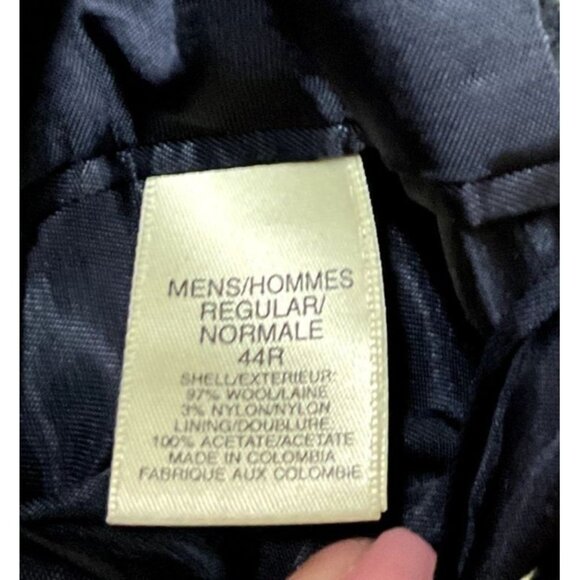 MENS/HOMMES
REGULAR/
NORMALE
44R
SHELL/EXTERIEUR:
97% WOOL/LAINE
3% NYLON/NYLON
LINING/DOUBLURE:
100% ACETATE/ACETATE
MADE IN COLOMBIA
FABRIQUE AUX COLOMBIE